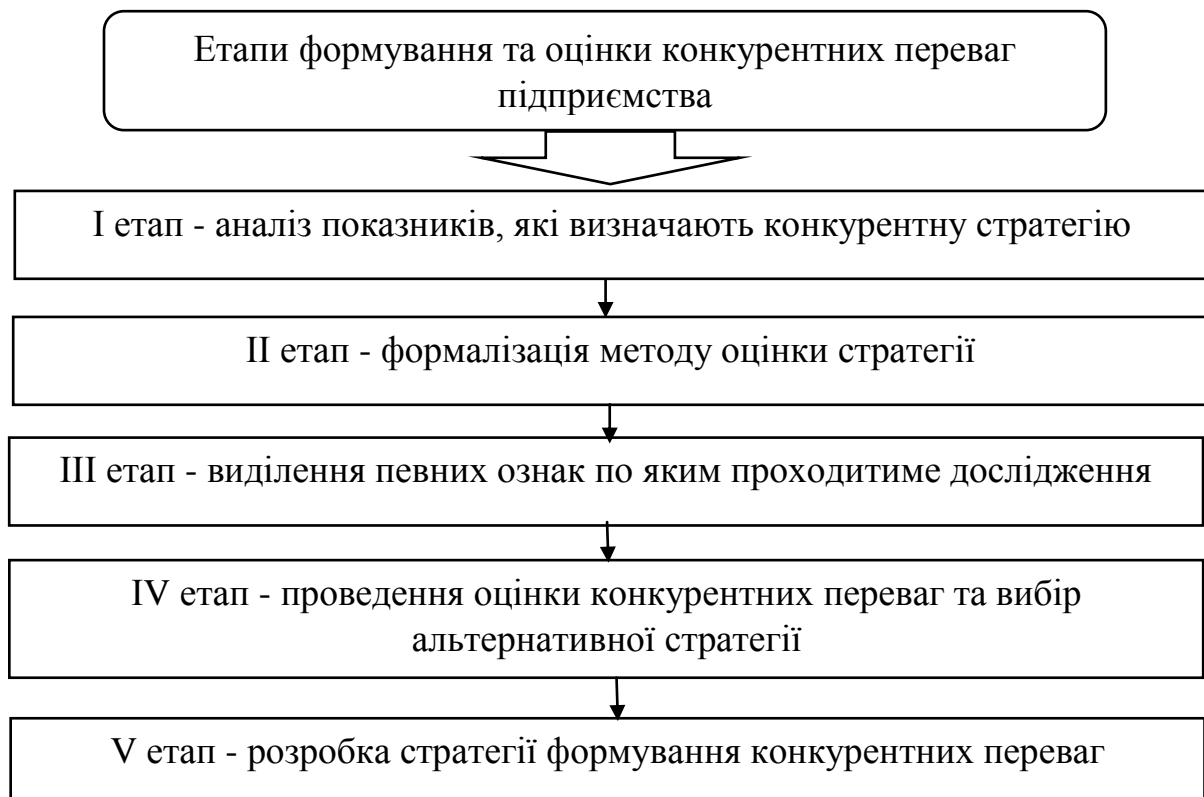 Етапи формування та оцінки конкурентних переваг
підприємства
І етап - аналіз показників, які визначають конкурентну стратегію
ІІ етап - формалізація методу оцінки стратегії
ІІІ етап - виділення певних ознак по яким проходитиме дослідження
IV етап - проведення оцінки конкурентних переваг та вибір
альтернативної стратегії
V етап - розробка стратегії формування конкурентних переваг